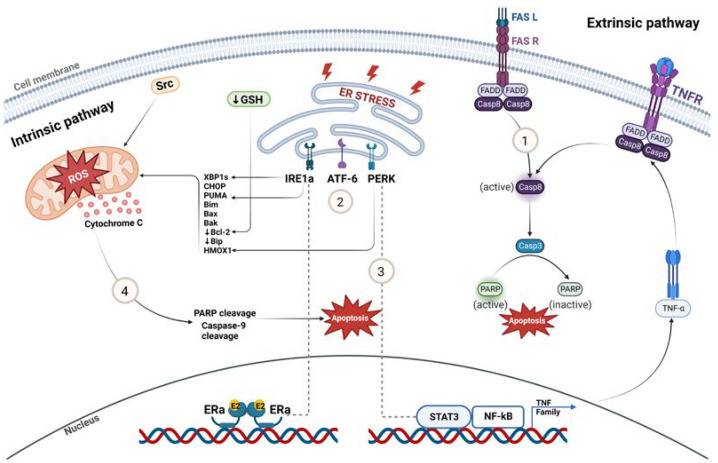 FAS L
FAS R
Extrinsic pathway
Cell membrane
Src
Intrinsic pathway
↓GSH
ER STRESS
FADD FADD
Casp8 Casp8
TNFR
FADD FADD
Casp8 Casp8
1
ROS
Cytochrome C
XBP1s
CHOP
PUMA
Bim
Bax
Bak
↓Bcl-2
↓Bip
HMOX1
IRE1a ATF-6 PERK
2
(active) Casp8
Casp3
3
4
PARP
(active)
PARP
(inactive)
Apoptosis
TNF-α
PARP cleavage
Caspase-9
cleavage
Apoptosis
Nucleus
ERa E2 E2 ERa
STAT3 NF-kB
TNF
Family